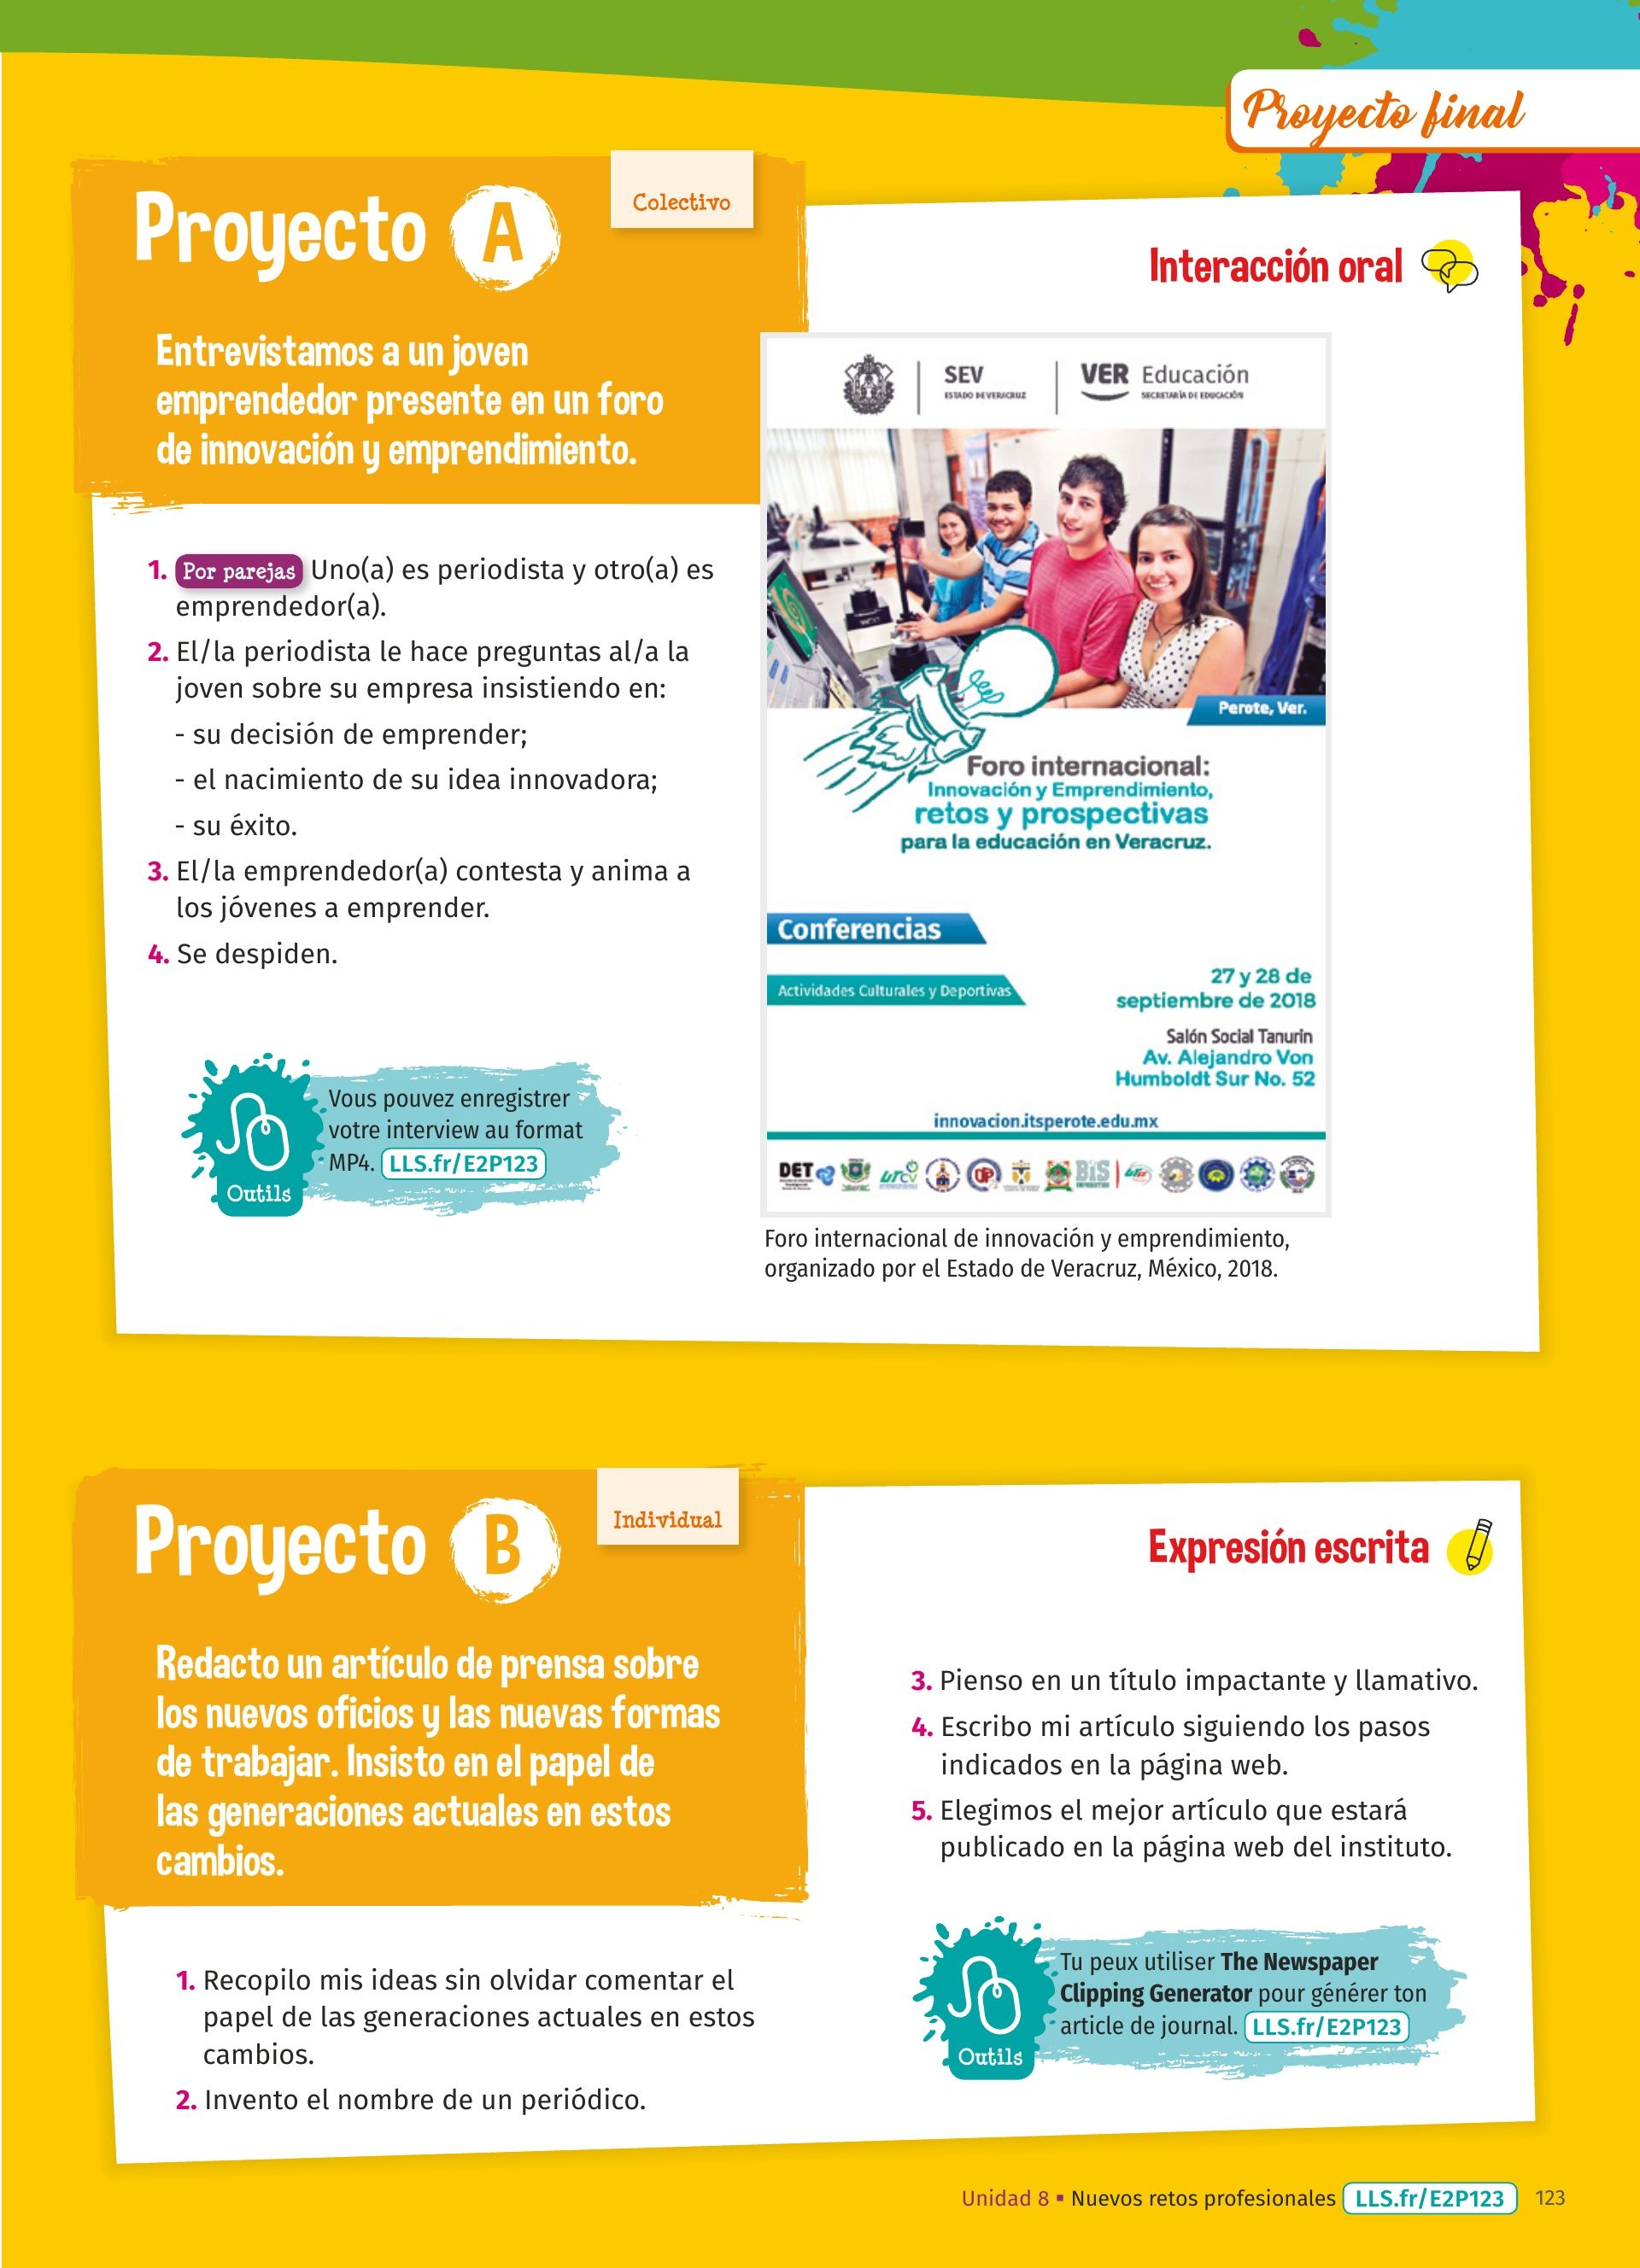 Proyecto final
Proyecto A
Colectivo
Entrevistamos a un joven
emprendedor presente en un foro
de innovación y emprendimiento.
Interacción oral
1. Por parejas Uno(a) es periodista y otro(a) es
emprendedor(a).
2. El/la periodista le hace preguntas al/a la
joven sobre su empresa insistiendo en:
- su decisión de emprender;
- el nacimiento de su idea innovadora;
- su éxito.
3. El/la emprendedor(a) contesta y anima a
los jóvenes a emprender.
4. Se despiden.
Vous pouvez enregistrer
votre interview au format
MP4. LLS.fr/E2P123
Outils
SEV
ESTADO DE VERACRUZ
VER Educación
SECRETARÍA DE EDUCACIÓN
Perote, Ver.
Foro internacional:
Innovación y Emprendimiento,
retos y prospectivas
para la educación en Veracruz.
Conferencias
Actividades Culturales y Deportivas
27 y 28 de
septiembre de 2018
Salón Social Tanurin
Av. Alejandro Von
Humboldt Sur No. 52
innovacion.itsperote.edu.mx
DET
BIS
Foro internacional de innovación y emprendimiento,
organizado por el Estado de Veracruz, México, 2018.
Proyecto B
Individual
Redacto un artículo de prensa sobre
los nuevos oficios y las nuevas formas
de trabajar. Insisto en el papel de
las generaciones actuales en estos
cambios.
Expresión escrita
1. Recopilo mis ideas sin olvidar comentar el
papel de las generaciones actuales en estos
cambios.
2. Invento el nombre de un periódico.
3. Pienso en un título impactante y llamativo.
4. Escribo mi artículo siguiendo los pasos
indicados en la página web.
5. Elegimos el mejor artículo que estará
publicado en la página web del instituto.
Tu peux utiliser The Newspaper
Clipping Generator pour générer ton
article de journal. LLS.fr/E2P123
Outils
Unidad 8 ▪ Nuevos retos profesionales LLS.fr/E2P123 123